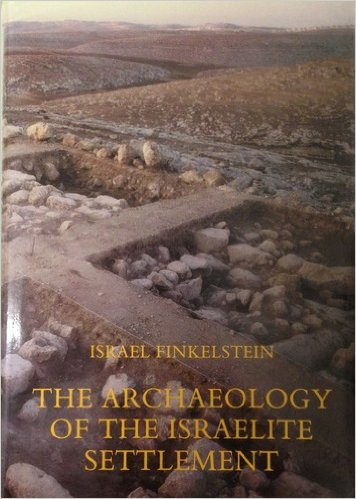 ISRAEL FINKELSTEIN
THE ARCHAEOLOGY
OF THE ISRAELITE
SETTLEMENT